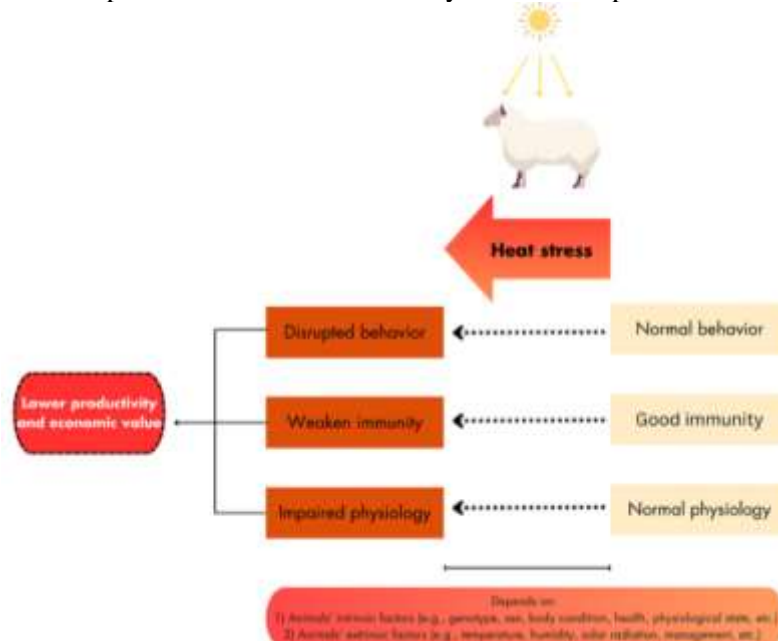 Heat stress
Disrupted behavior
Normal behavior
Lower productivity
and economic value
Weaken immunity
Good immunity
Impaired physiology
Normal physiology
Depends on:
1) Animals' intrinsic factors (e.g., genotype, sex, body condition, health, physiological state, etc.)
2) Animals' extrinsic factors (e.g., temperature, humidity, solar radiation, management, etc.)